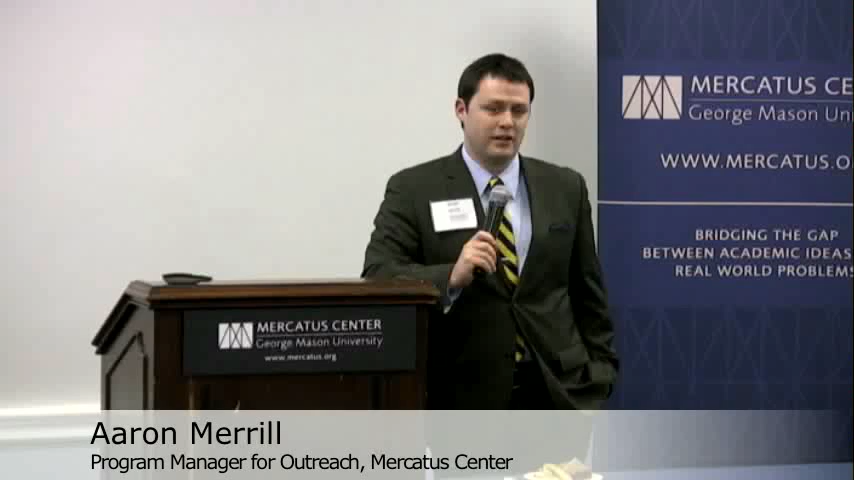 MERCATUS CE
George Mason Uni
WWW.MERCATUS.O
BRIDGING THE GAP
BETWEEN ACADEMIC IDEAS
REAL WORLD PROBLEMS
MERCATUS CENTER
George Mason University
www.mercatus.org
Aaron Merrill
Program Manager for Outreach, Mercatus Center